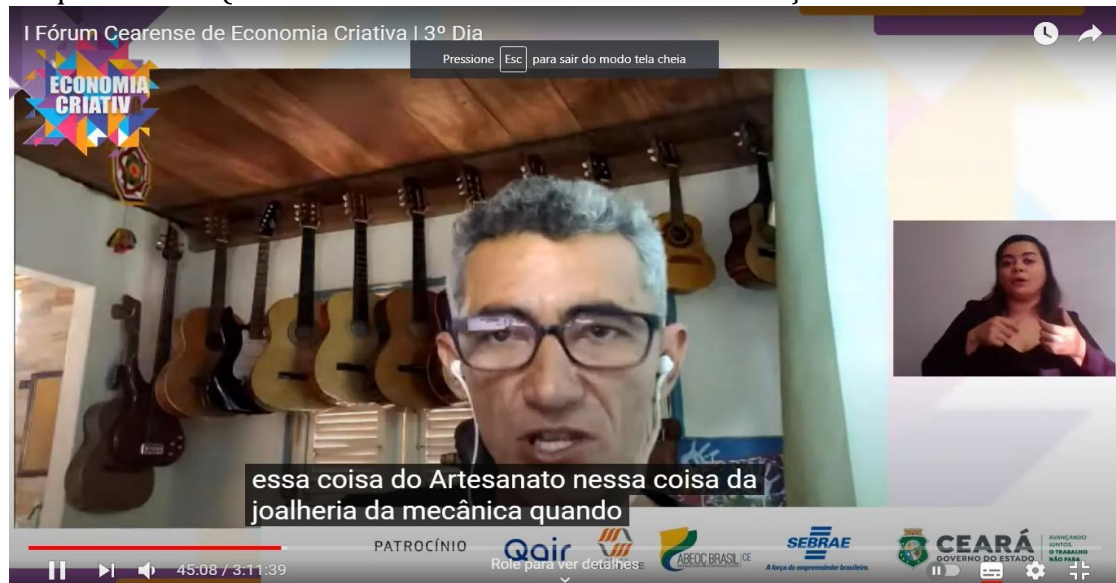 I Fórum Cearense de Economia Criativa | 3º Dia
Pressione Esc para sair do modo tela cheia
ECONOMIA
CRIATIV
essa coisa do Artesanato nessa coisa da
joalheria da mecânica quando
PATROCÍNIO
Qair
ABEOC BRASIL | CE
SEBRAE
A força do empreendedor brasileiro.
CEARÁ
GOVERNO DO ESTADO
AVANÇANDO
JUNTOS,
O TRABALHO
NÃO PARA
Role para ver detalhes
45:08 / 3:11:39